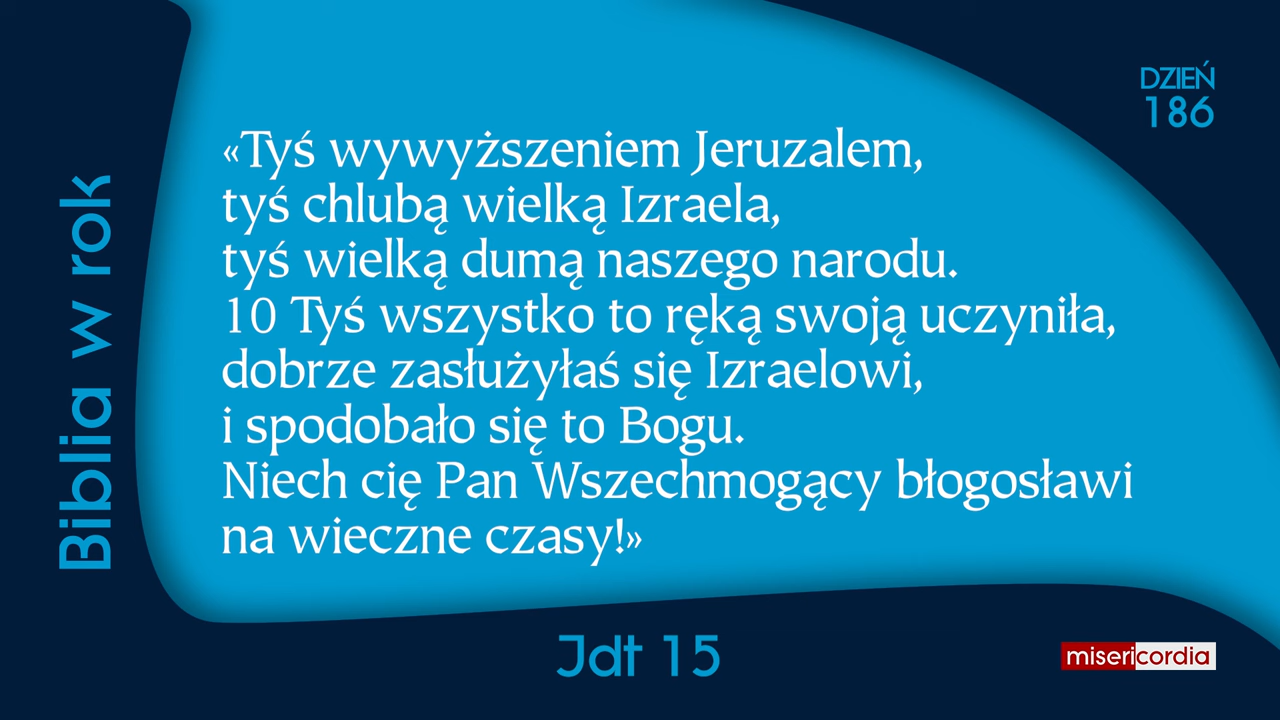 DZIEŃ
186
«Tyś wywyższeniem Jeruzalem,
tyś chlubą wielką Izraela,
tyś wielką dumą naszego narodu.
10 Tyś wszystko to ręką swoją uczyniła,
dobrze zasłużyłaś się Izraelowi,
i spodobało się to Bogu.
Niech cię Pan Wszechmogący błogosławi
na wieczne czasy!»
Biblia w rok
Jdt 15
misericordia